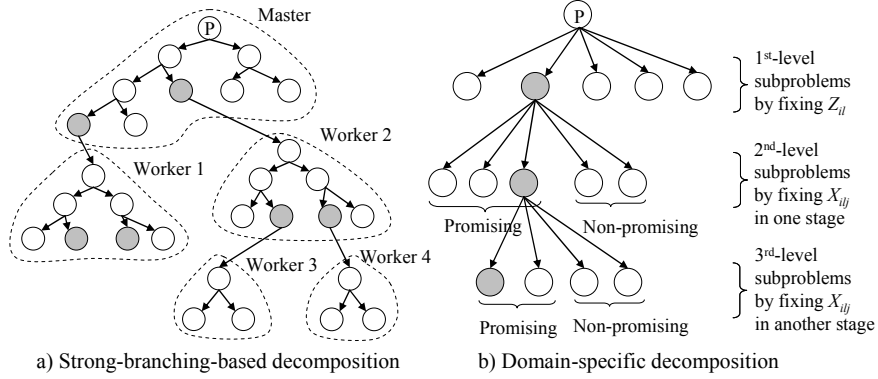 Master
P
Worker 2
Worker 1
Worker 3
Worker 4
a) Strong-branching-based decomposition
P
1st-level
subproblems
by fixing Zil
2nd-level
subproblems
by fixing Xilj
in one stage
Promising
Non-promising
3rd-level
subproblems
by fixing Xilj
in another stage
Promising
Non-promising
b) Domain-specific decomposition